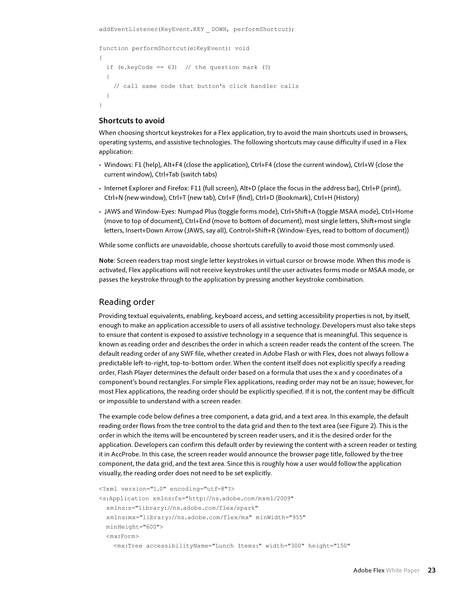 addEventListener(KeyEvent.KEY _ DOWN, performShortcut);
function performShortcut(e:KeyEvent): void
{
if (e.keyCode == 63)  // the question mark (?)
{
// call same code that button's click handler calls
}
}
Shortcuts to avoid
When choosing shortcut keystrokes for a Flex application, try to avoid the main shortcuts used in browsers,
operating systems, and assistive technologies. The following shortcuts may cause difficulty if used in a Flex
application:
• Windows: F1 (help), Alt+F4 (close the application), Ctrl+F4 (close the current window), Ctrl+W (close the
current window), Ctrl+Tab (switch tabs)
• Internet Explorer and Firefox: F11 (full screen), Alt+D (place the focus in the address bar), Ctrl+P (print),
Ctrl+N (new window), Ctrl+T (new tab), Ctrl+F (find), Ctrl+D (Bookmark), Ctrl+H (History)
• JAWS and Window-Eyes: Numpad Plus (toggle forms mode), Ctrl+Shift+A (toggle MSAA mode), Ctrl+Home
(move to top of document), Ctrl+End (move to bottom of document), most single letters, Shift+most single
letters, Insert+Down Arrow (JAWS, say all), Control+Shift+R (Window-Eyes, read to bottom of document))
While some conflicts are unavoidable, choose shortcuts carefully to avoid those most commonly used.
Note: Screen readers trap most single letter keystrokes in virtual cursor or browse mode. When this mode is
activated, Flex applications will not receive keystrokes until the user activates forms mode or MSAA mode, or
passes the keystroke through to the application by pressing another keystroke combination.
Reading order
Providing textual equivalents, enabling, keyboard access, and setting accessibility properties is not, by itself,
enough to make an application accessible to users of all assistive technology. Developers must also take steps
to ensure that content is exposed to assistive technology in a sequence that is meaningful. This sequence is
known as reading order and describes the order in which a screen reader reads the content of the screen. The
default reading order of any SWF file, whether created in Adobe Flash or with Flex, does not always follow a
predictable left-to-right, top-to-bottom order. When the content itself does not explicitly specify a reading
order, Flash Player determines the default order based on a formula that uses the x and y coordinates of a
component's bound rectangles. For simple Flex applications, reading order may not be an issue; however, for
most Flex applications, the reading order should be explicitly specified. If it is not, the content may be difficult
or impossible to understand with a screen reader.
The example code below defines a tree component, a data grid, and a text area. In this example, the default
reading order flows from the tree control to the data grid and then to the text area (see Figure 2). This is the
order in which the items will be encountered by screen reader users, and it is the desired order for the
application. Developers can confirm this default order by reviewing the content with a screen reader or testing
it in AccProbe. In this case, the screen reader would announce the browser page title, followed by the tree
component, the data grid, and the text area. Since this is roughly how a user would follow the application
visually, the reading order does not need to be set explicitly.
<?xml version="1.0" encoding="utf-8"?>
<s:Application xmlns:fx="http://ns.adobe.com/mxml/2009"
xmlns:s="library://ns.adobe.com/flex/spark"
xmlns:mx="library://ns.adobe.com/flex/mx" minWidth="955"
minHeight="600">
<mx:Form>
<mx:Tree accessibilityName="Lunch Items:" width="300" height="150"
Adobe Flex White Paper 23